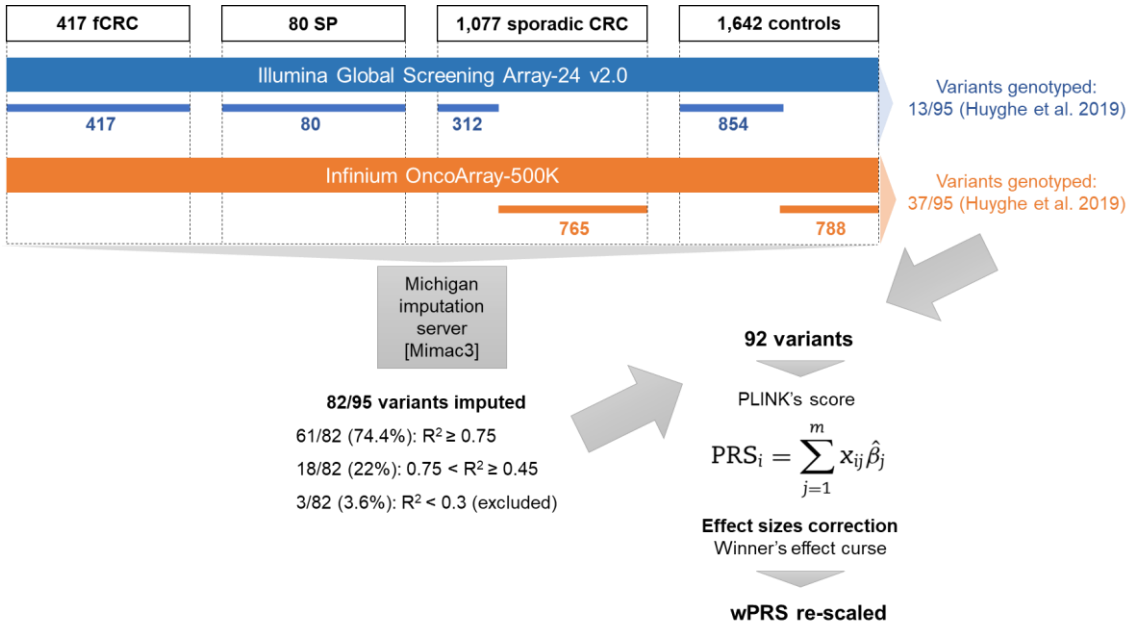 417 fCRC
80 SP
1,077 sporadic CRC
1,642 controls
Illumina Global Screening Array-24 v2.0
417
80
312
854
Variants genotyped:
13/95 (Huyghe et al. 2019)
Infinium OncoArray-500K
765
788
Variants genotyped:
37/95 (Huyghe et al. 2019)
Michigan
imputation
server
[Mimac3]
82/95 variants imputed
61/82 (74.4%): R² ≥ 0.75
18/82 (22%): 0.75 < R² ≥ 0.45
3/82 (3.6%): R² < 0.3 (excluded)
92 variants
PLINK's score
PRSᵢ = ∑ⱼ₌₁ᵐ xᵢⱼβ̂ⱼ
Effect sizes correction
Winner's effect curse
wPRS re-scaled